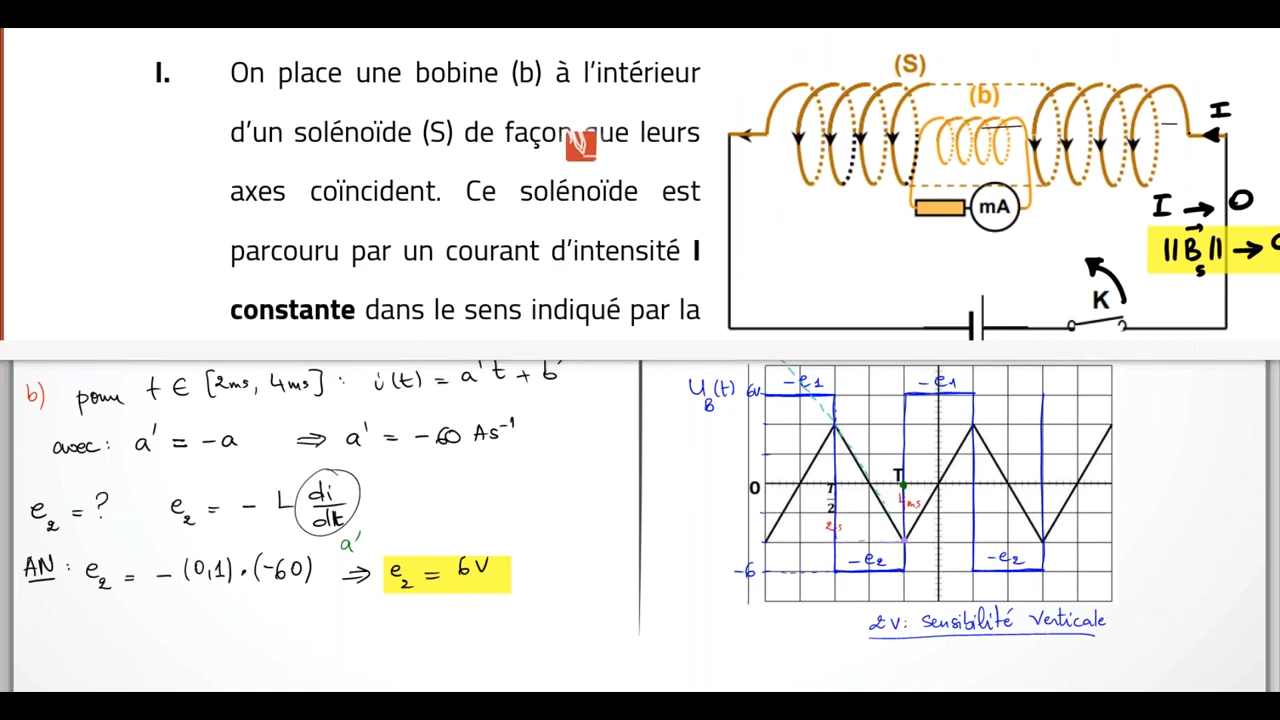 I. On place une bobine (b) à l'intérieur
d'un solénoïde (S) de façon que leurs
axes coïncident. Ce solénoïde est
parcouru par un courant d'intensité I
constante dans le sens indiqué par la
(S)
(b)
I
mA
I → 0
||B⃗s|| →
K
b) pour t ∈ [2ms, 4ms] : i(t) = a't + b'
avec : a' = -a ⇒ a' = -60 As⁻¹
e₂ = ? e₂ = - L di/dt
a'
AN : e₂ = - (0,1) . (-60) ⇒ e₂ = 6V
U_B(t) 6V
-e₁ -e₁
0
T
T/2
4ms
-e₂ -e₂
-6
2V : Sensibilité verticale